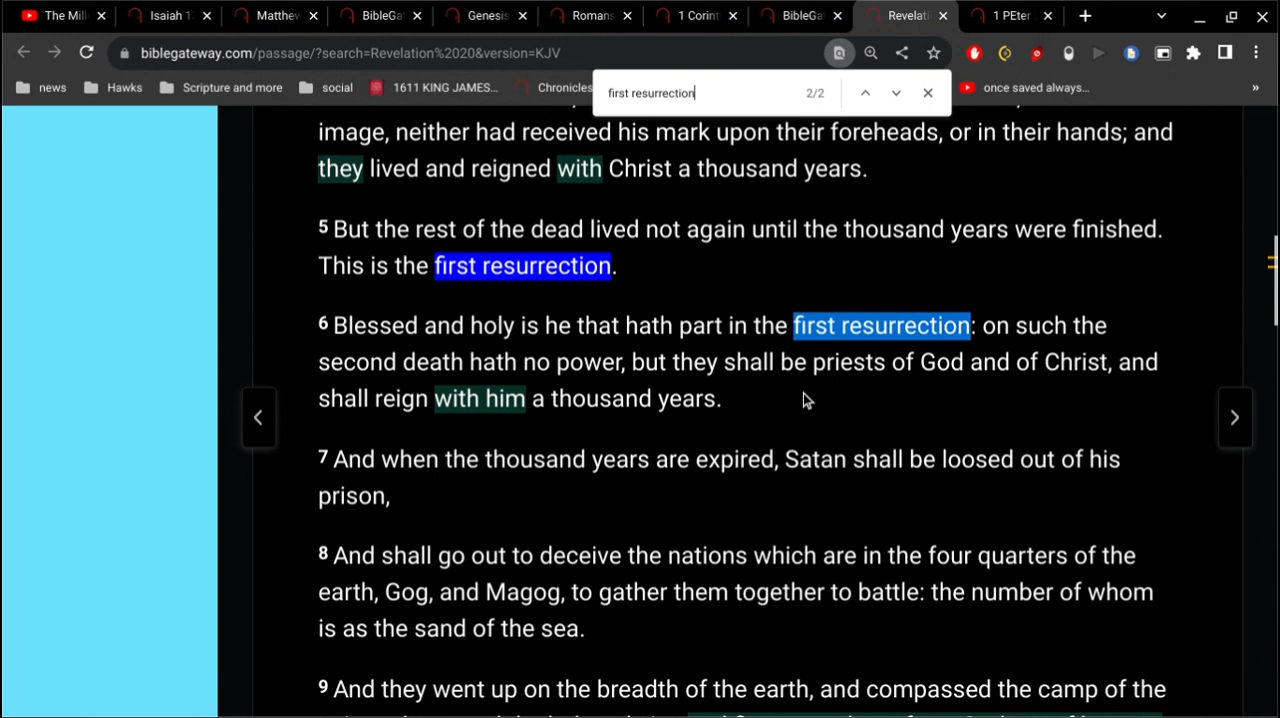 The Mill
Isaiah 1
Matthew
BibleGa
Genesis
Romans
1 Corint
BibleGa
Revelati
1 PEter
biblegateway.com/passage/?search=Revelation%2020&version=KJV
news
Hawks
Scripture and more
social
1611 KING JAMES...
Chronicles
once saved always...
»
first resurrection
2/2
image, neither had received his mark upon their foreheads, or in their hands; and
they lived and reigned with Christ a thousand years.
5 But the rest of the dead lived not again until the thousand years were finished.
This is the first resurrection.
6 Blessed and holy is he that hath part in the first resurrection: on such the
second death hath no power, but they shall be priests of God and of Christ, and
shall reign with him a thousand years.
7 And when the thousand years are expired, Satan shall be loosed out of his
prison,
8 And shall go out to deceive the nations which are in the four quarters of the
earth, Gog, and Magog, to gather them together to battle: the number of whom
is as the sand of the sea.
9 And they went up on the breadth of the earth, and compassed the camp of the